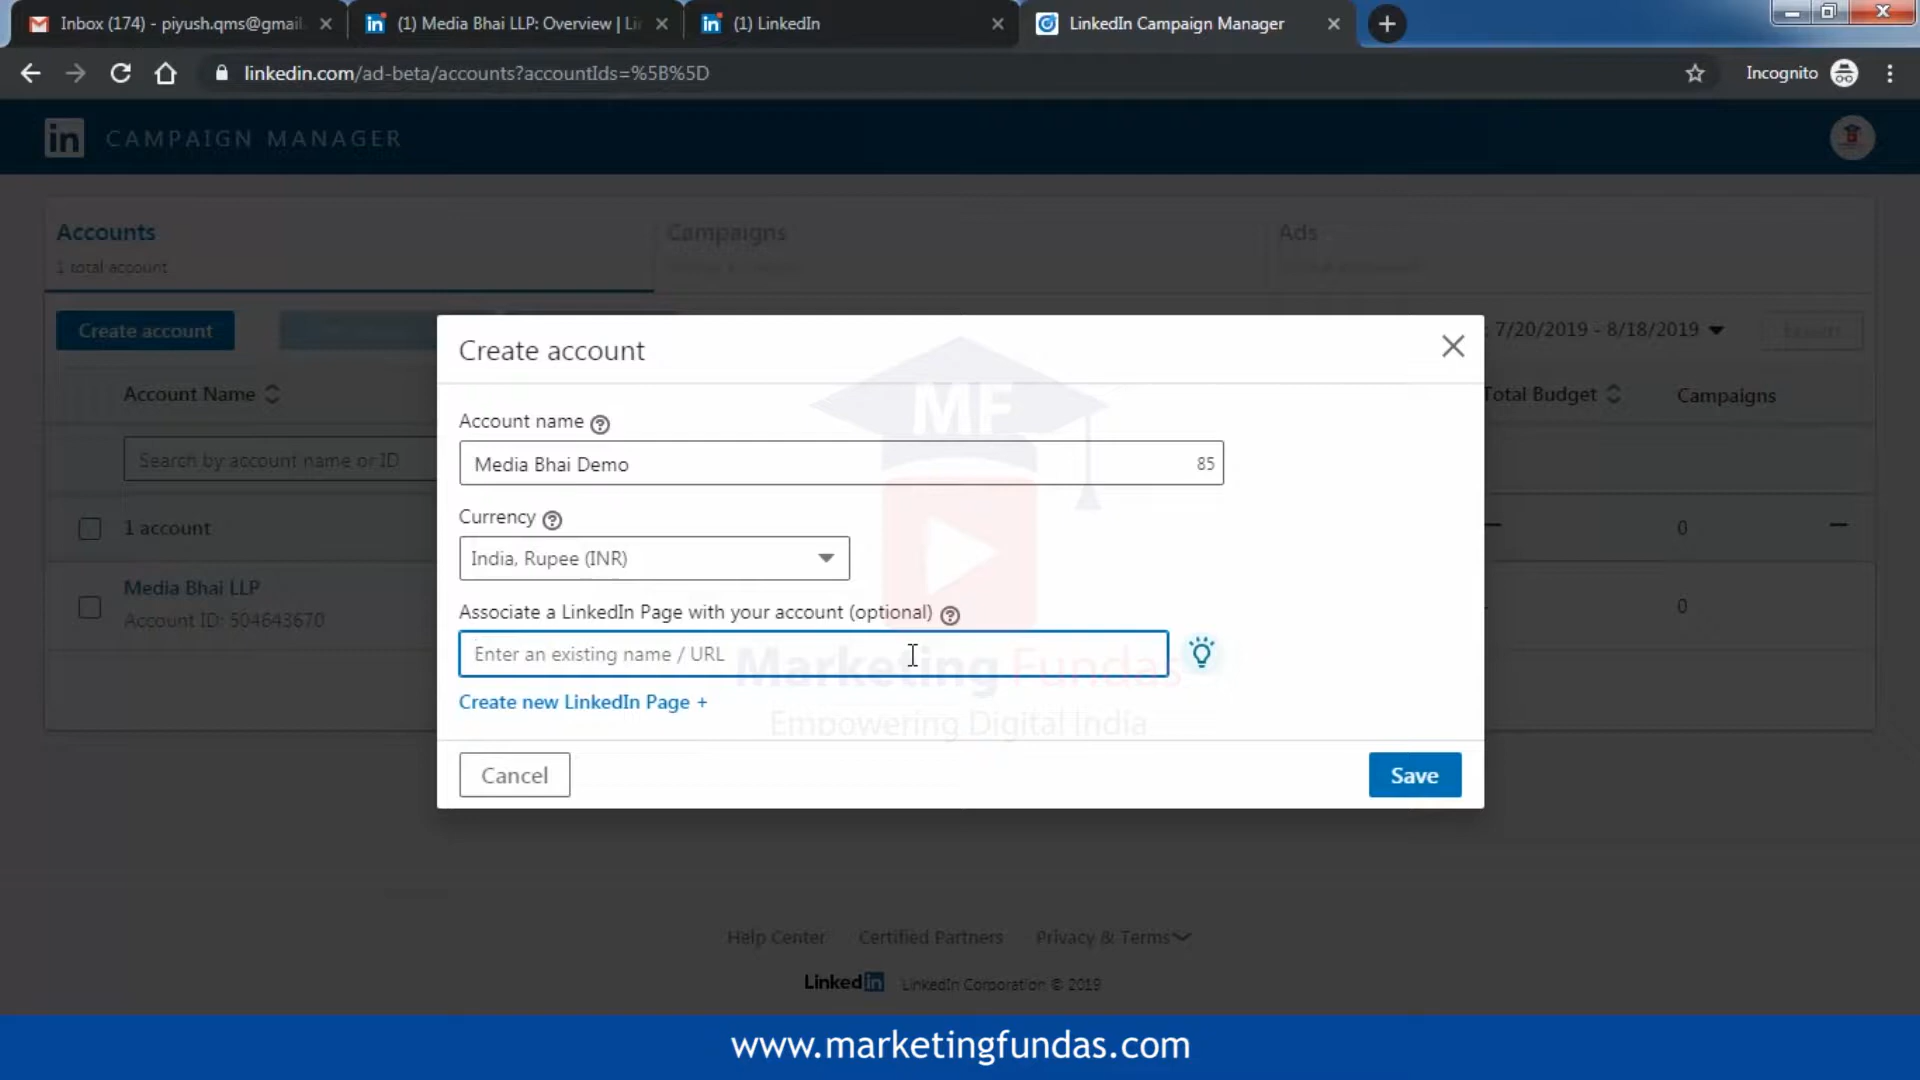 Inbox (174) - piyush.qms@gmail.
(1) Media Bhai LLP: Overview | Li
(1) LinkedIn
LinkedIn Campaign Manager
linkedin.com/ad-beta/accounts?accountIds=%5B%5D
Incognito
in CAMPAIGN MANAGER
Accounts
1 total account
Campaigns
Ads
Create account
: 7/20/2019 - 8/18/2019
Account Name
Total Budget
Campaigns
Search by account name or ID
1 account
0
Media Bhai LLP
Account ID: 504643670
0
Create account
Account name
Media Bhai Demo
85
Currency
India, Rupee (INR)
Associate a LinkedIn Page with your account (optional)
Enter an existing name / URL
Create new LinkedIn Page +
Cancel
Save
MF
Marketing Fundas
Empowering Digital India
Help Center
Certified Partners
Privacy & Terms
LinkedIn
LinkedIn Corporation © 2019
www.marketingfundas.com